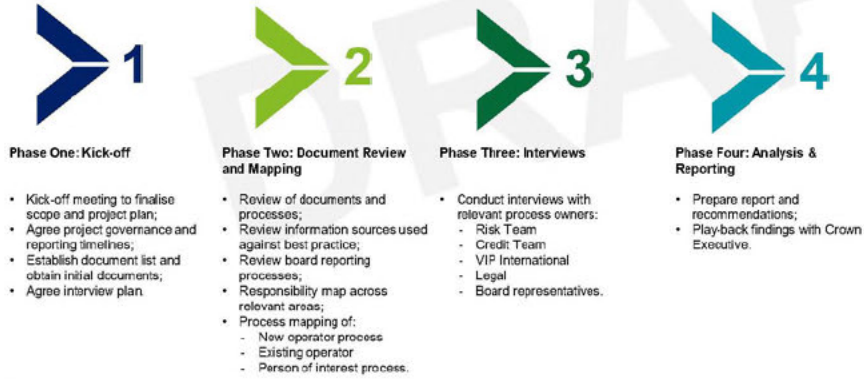 1
Phase One: Kick-off
• Kick-off meeting to finalise
scope and project plan;
• Agree project governance and
reporting timelines;
• Establish document list and
obtain initial documents;
• Agree interview plan.
2
Phase Two: Document Review
and Mapping
• Review of documents and
processes;
• Review information sources used
against best practice;
• Review board reporting
processes;
• Responsibility map across
relevant areas;
• Process mapping of:
- New operator process
- Existing operator
- Person of interest process.
3
Phase Three: Interviews
• Conduct interviews with
relevant process owners:
- Risk Team
- Credit Team
- VIP International
- Legal
- Board representatives.
4
Phase Four: Analysis &
Reporting
• Prepare report and
recommendations;
• Play-back findings with Crown
Executive.